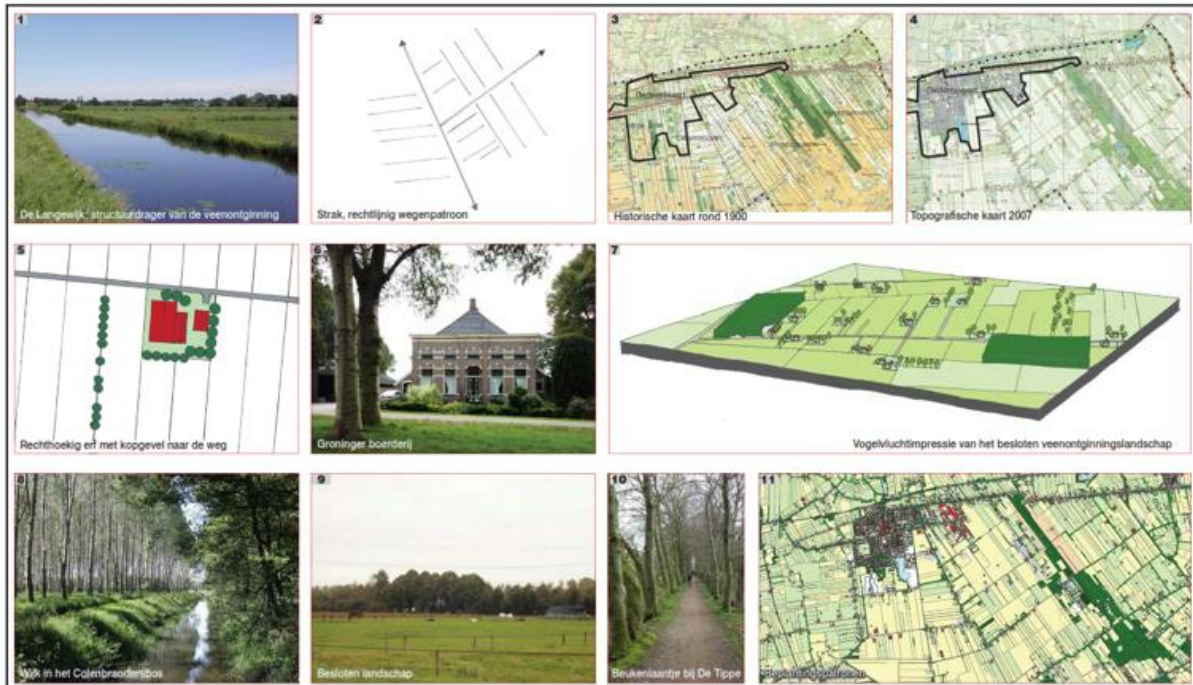 1
De Langewijk, structuurdrager van de veenontginning
2
Strak, rechtlijnig wegenpatroon
3
Historische kaart rond 1900
4
Topografische kaart 2007
5
Rechthoekig erf met kopgevel naar de weg
6
Groninger boerderij
7
Vogelvluchtimpressie van het besloten veenontginningslandschap
8
Wijk in het Colenbrandersbos
9
Besloten landschap
10
Beukenlaantje bij De Tippe
11
Beplantingspatronen